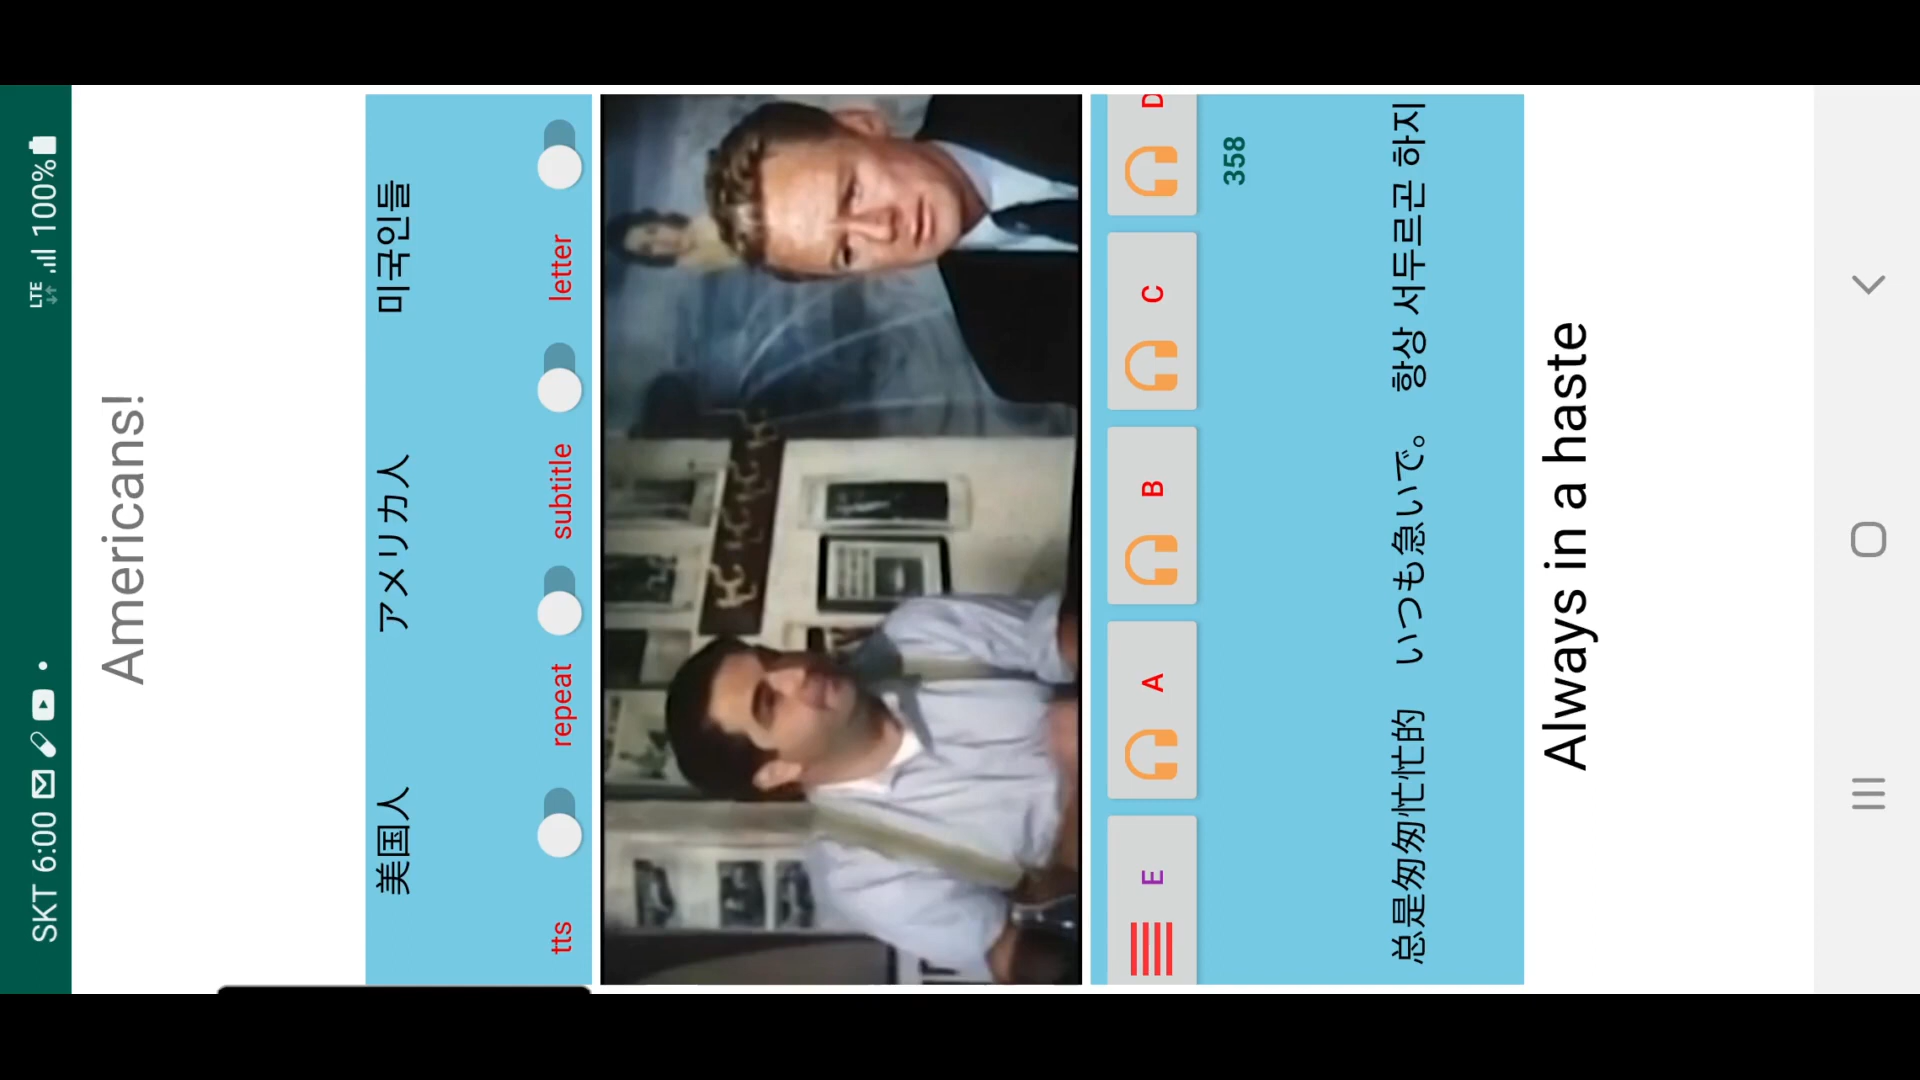 SKT 6:00 LTE 100%
Americans!
美国人 アメリカ人 미국인들
tts repeat subtitle letter
E A B C D
358
总是匆匆忙忙的 いつも急いで。 항상 서두르곤 하지
Always in a haste